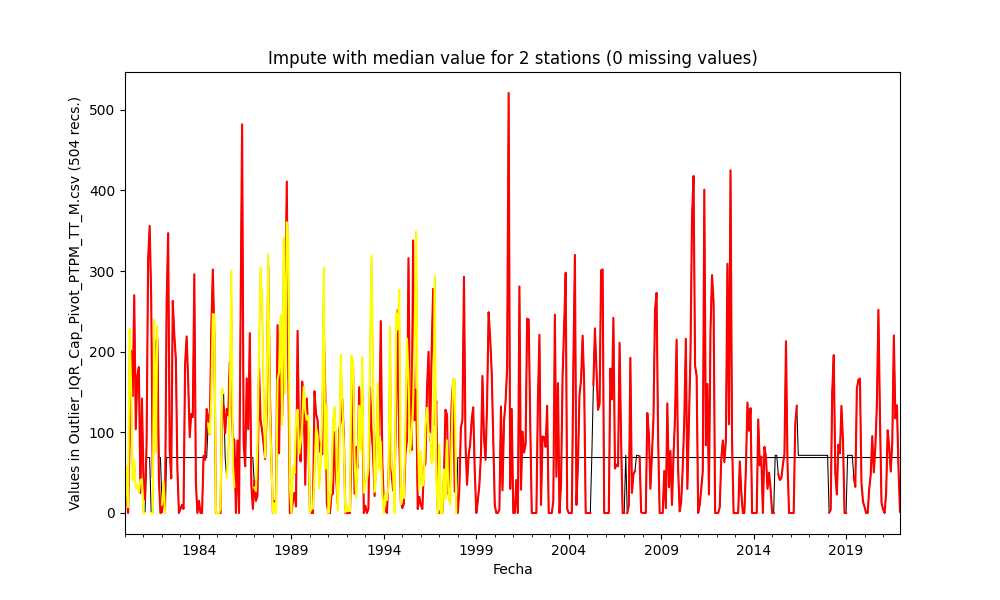 Impute with median value for 2 stations (0 missing values)
Values in Outlier_IQR_Cap_Pivot_PTPM_TT_M.csv (504 recs.)
500
400
300
200
100
0
1984 1989 1994 1999 2004 2009 2014 2019
Fecha